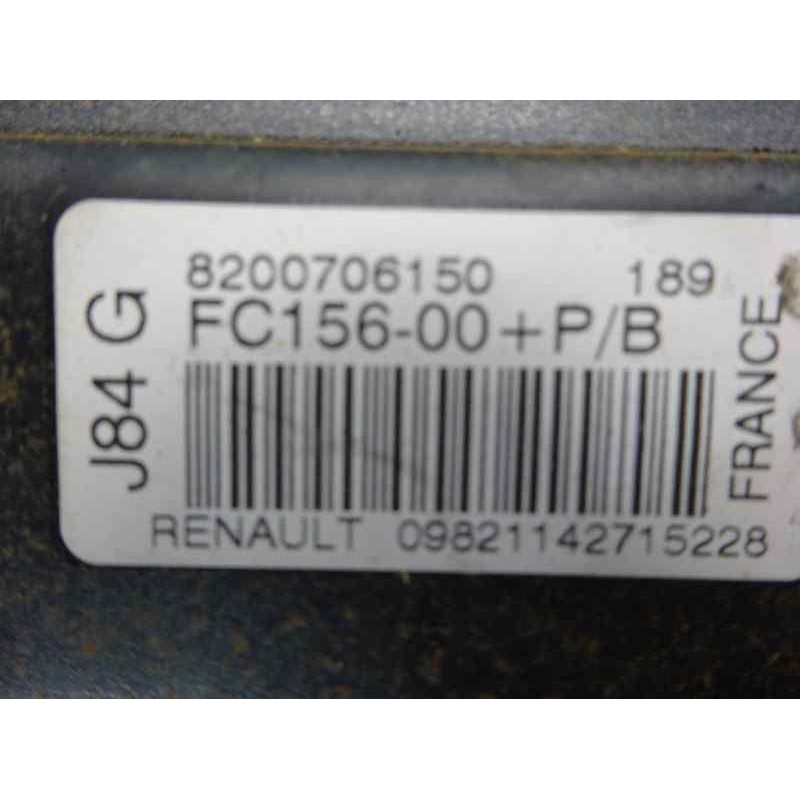 8200706150 189
FC156-00+P/B
J84 G
FRANCE
RENAULT 09821142715228